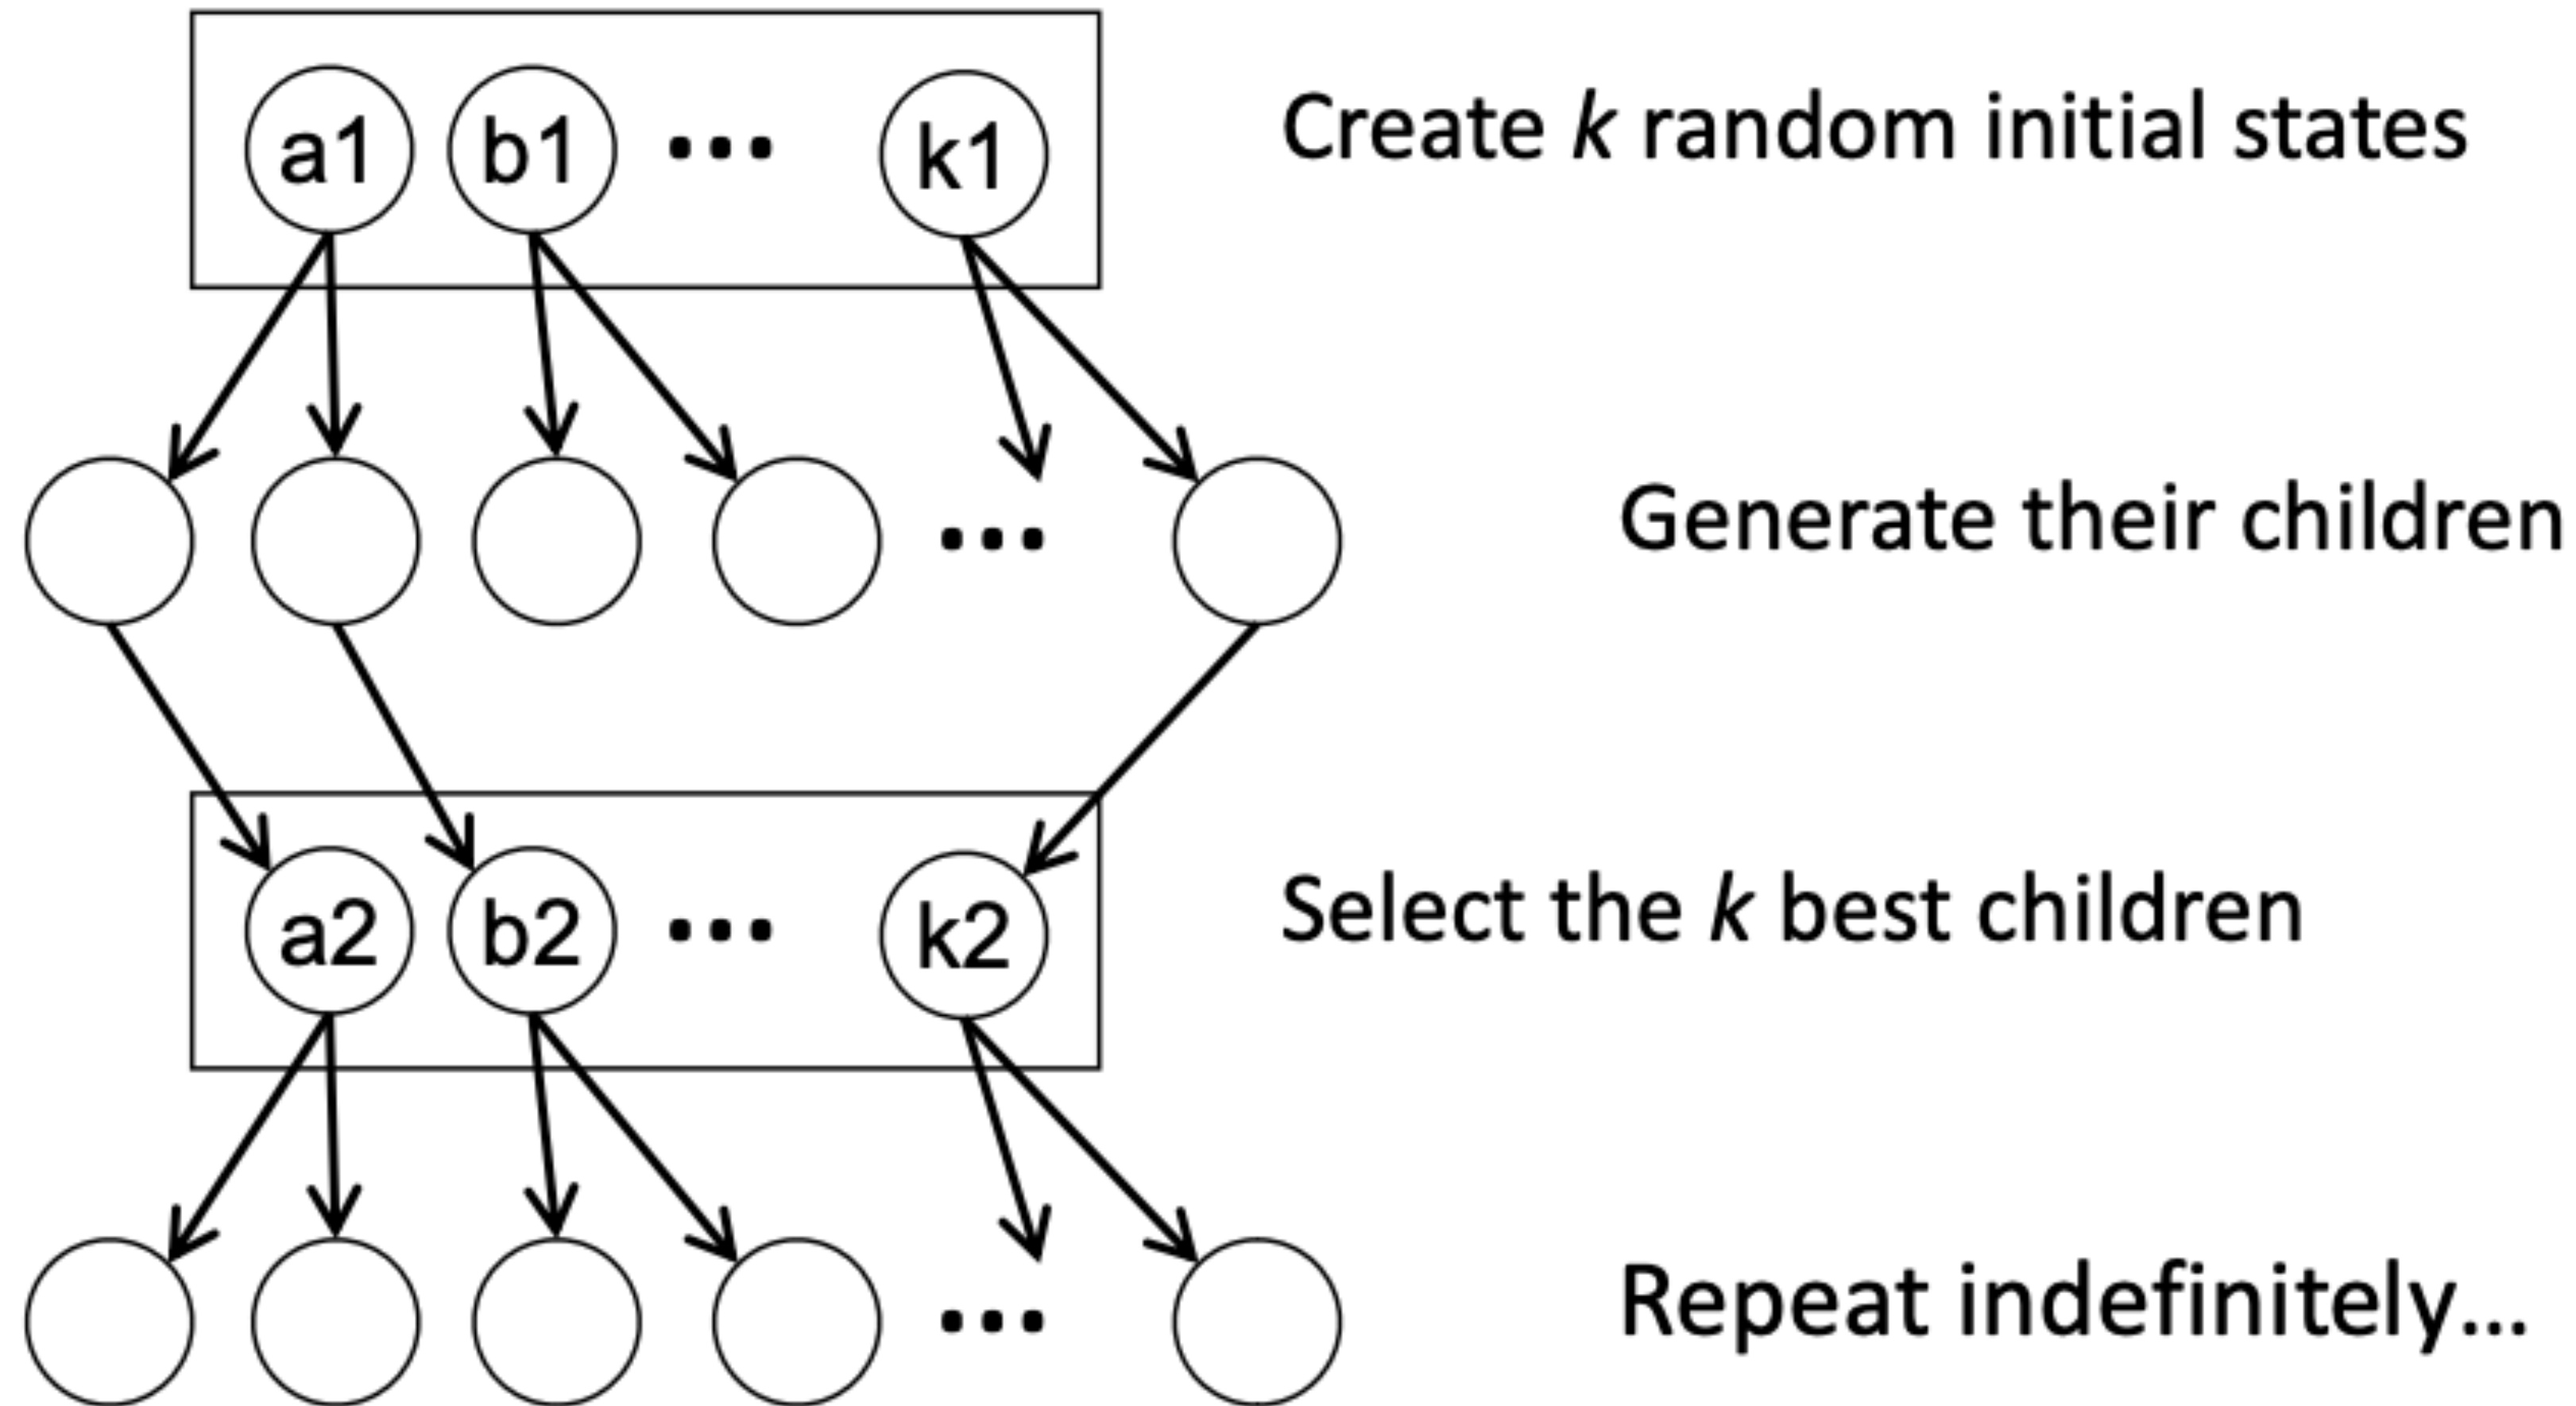 a1 b1 ... k1 Create k random initial states
... Generate their children
a2 b2 ... k2 Select the k best children
... Repeat indefinitely...